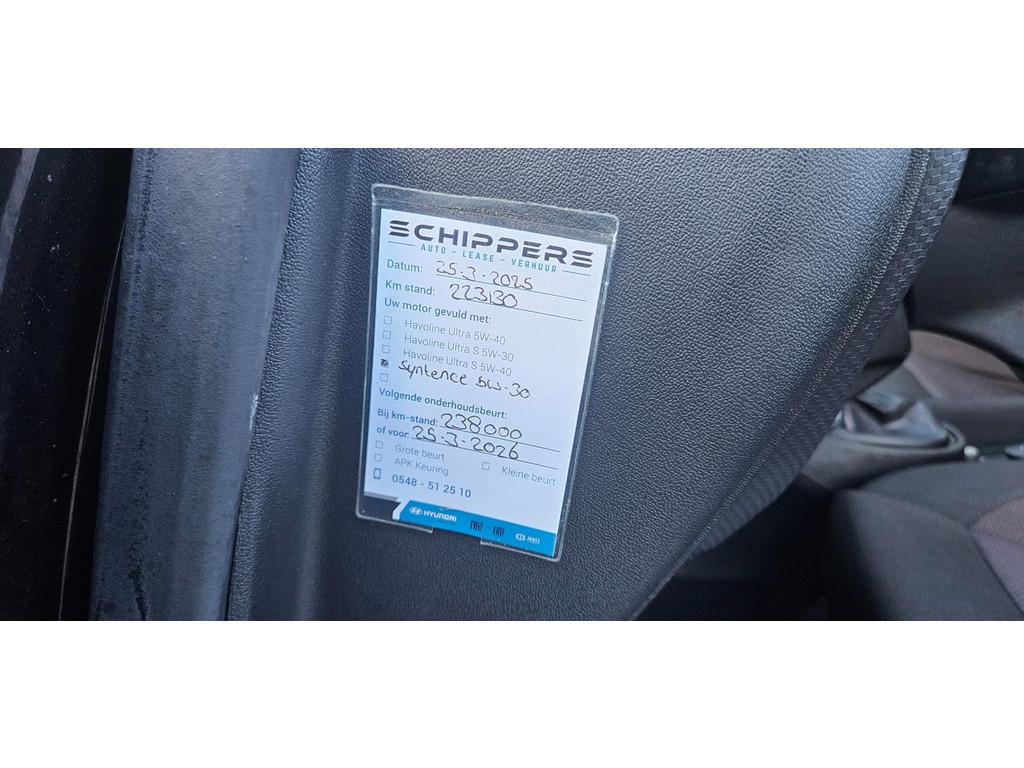 SCHIPPERS
AUTO - LEASE - VERHUUR
Datum: 25-3-2025
Km stand: 223130
Uw motor gevuld met:
Havoline Ultra 5W-40
Havoline Ultra S 5W-30
Havoline Ultra S 5W-40
Syntence 5W-30
Volgende onderhoudsbeurt:
Bij km-stand: 238000
of voor: 25-3-2026
Grote beurt
Kleine beurt
APK Keuring
0548 - 51 25 10
HYUNDAI